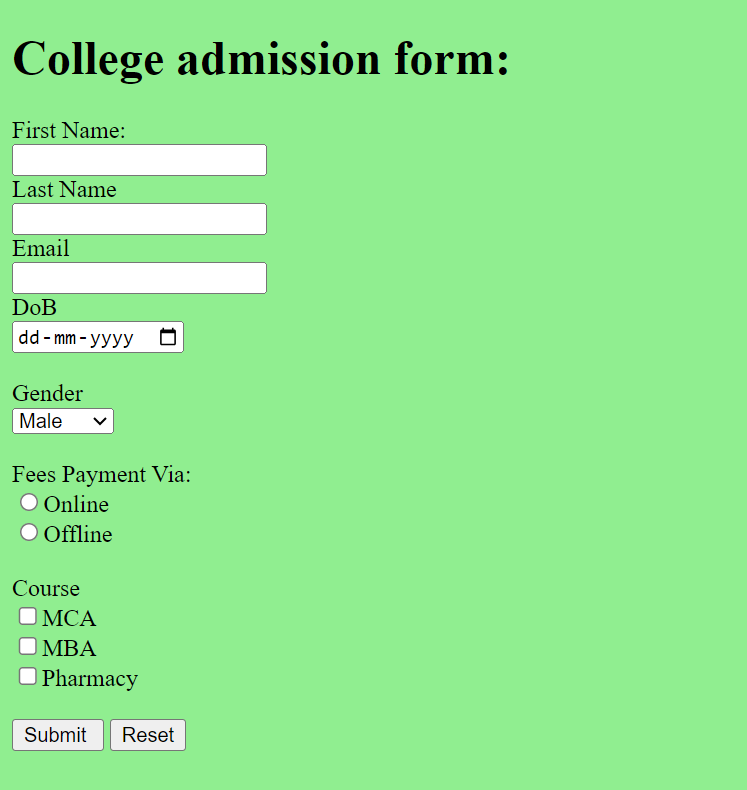 College admission form:
First Name:
Last Name
Email
DoB
dd-mm-yyyy
Gender
Male
Fees Payment Via:
Online
Offline
Course
MCA
MBA
Pharmacy
Submit Reset